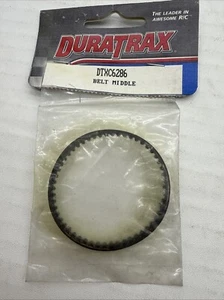 THE LEADER IN
AWESOME R/C
DURATRAX
DTXC6286
BELT MIDDLE